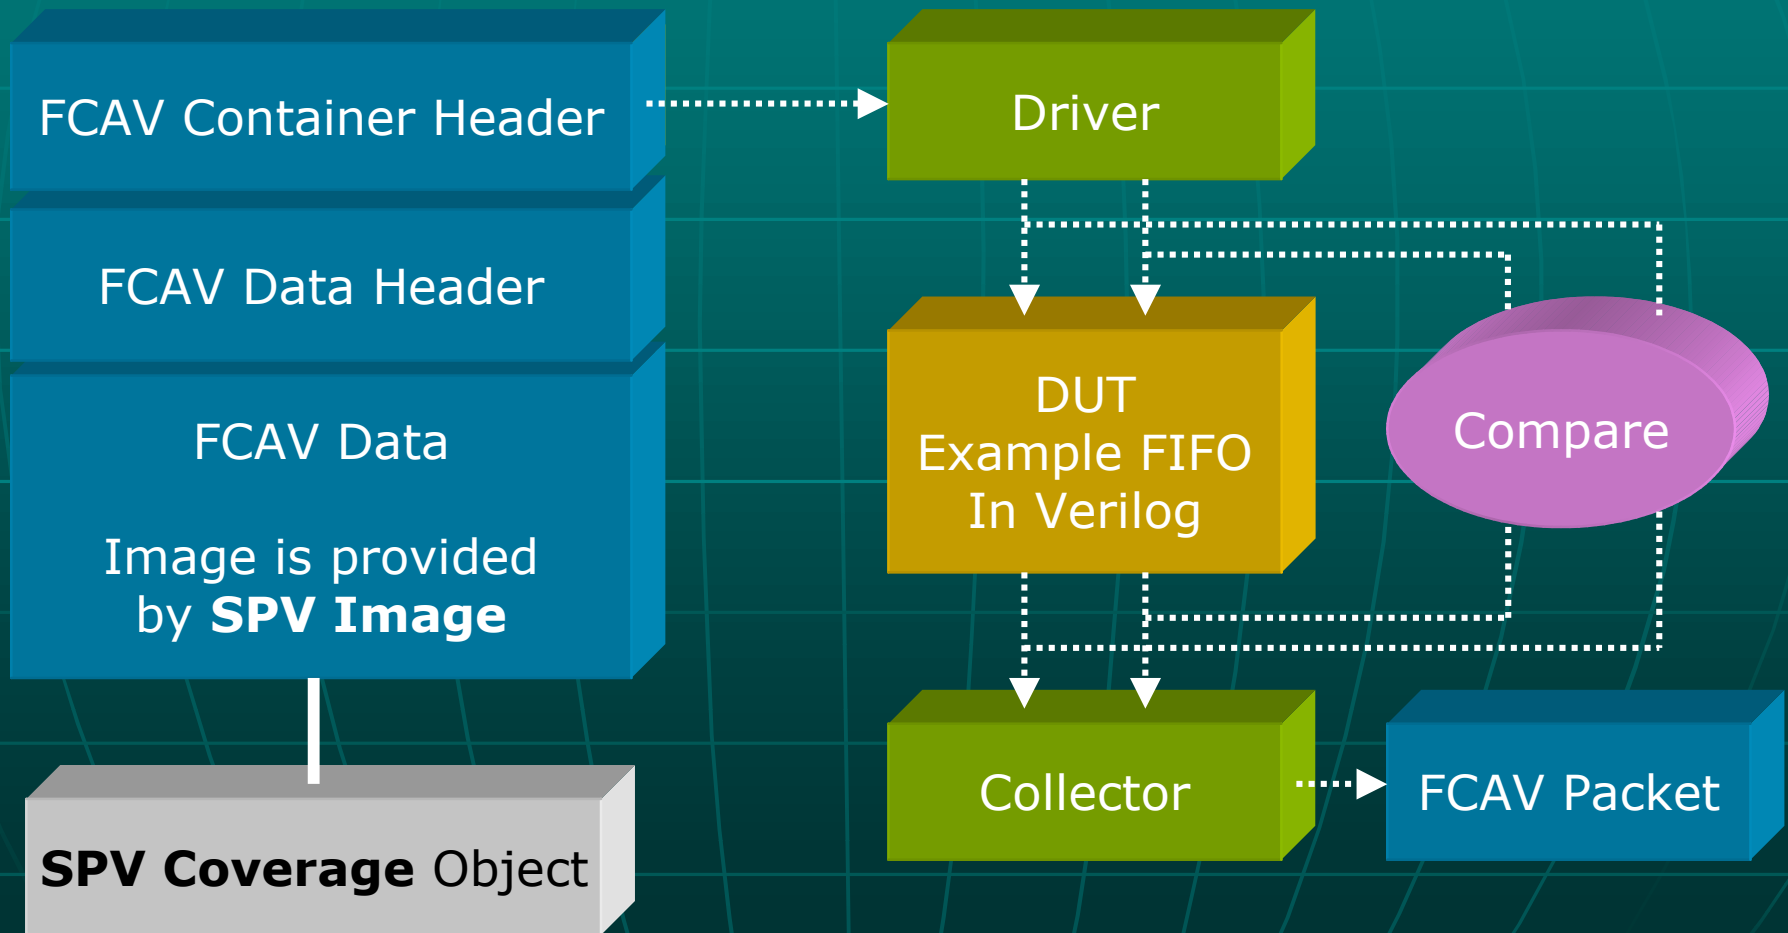 FCAV Container Header
FCAV Data Header
FCAV Data
Image is provided
by SPV Image
SPV Coverage Object
Driver
DUT
Example FIFO
In Verilog
Compare
Collector
FCAV Packet